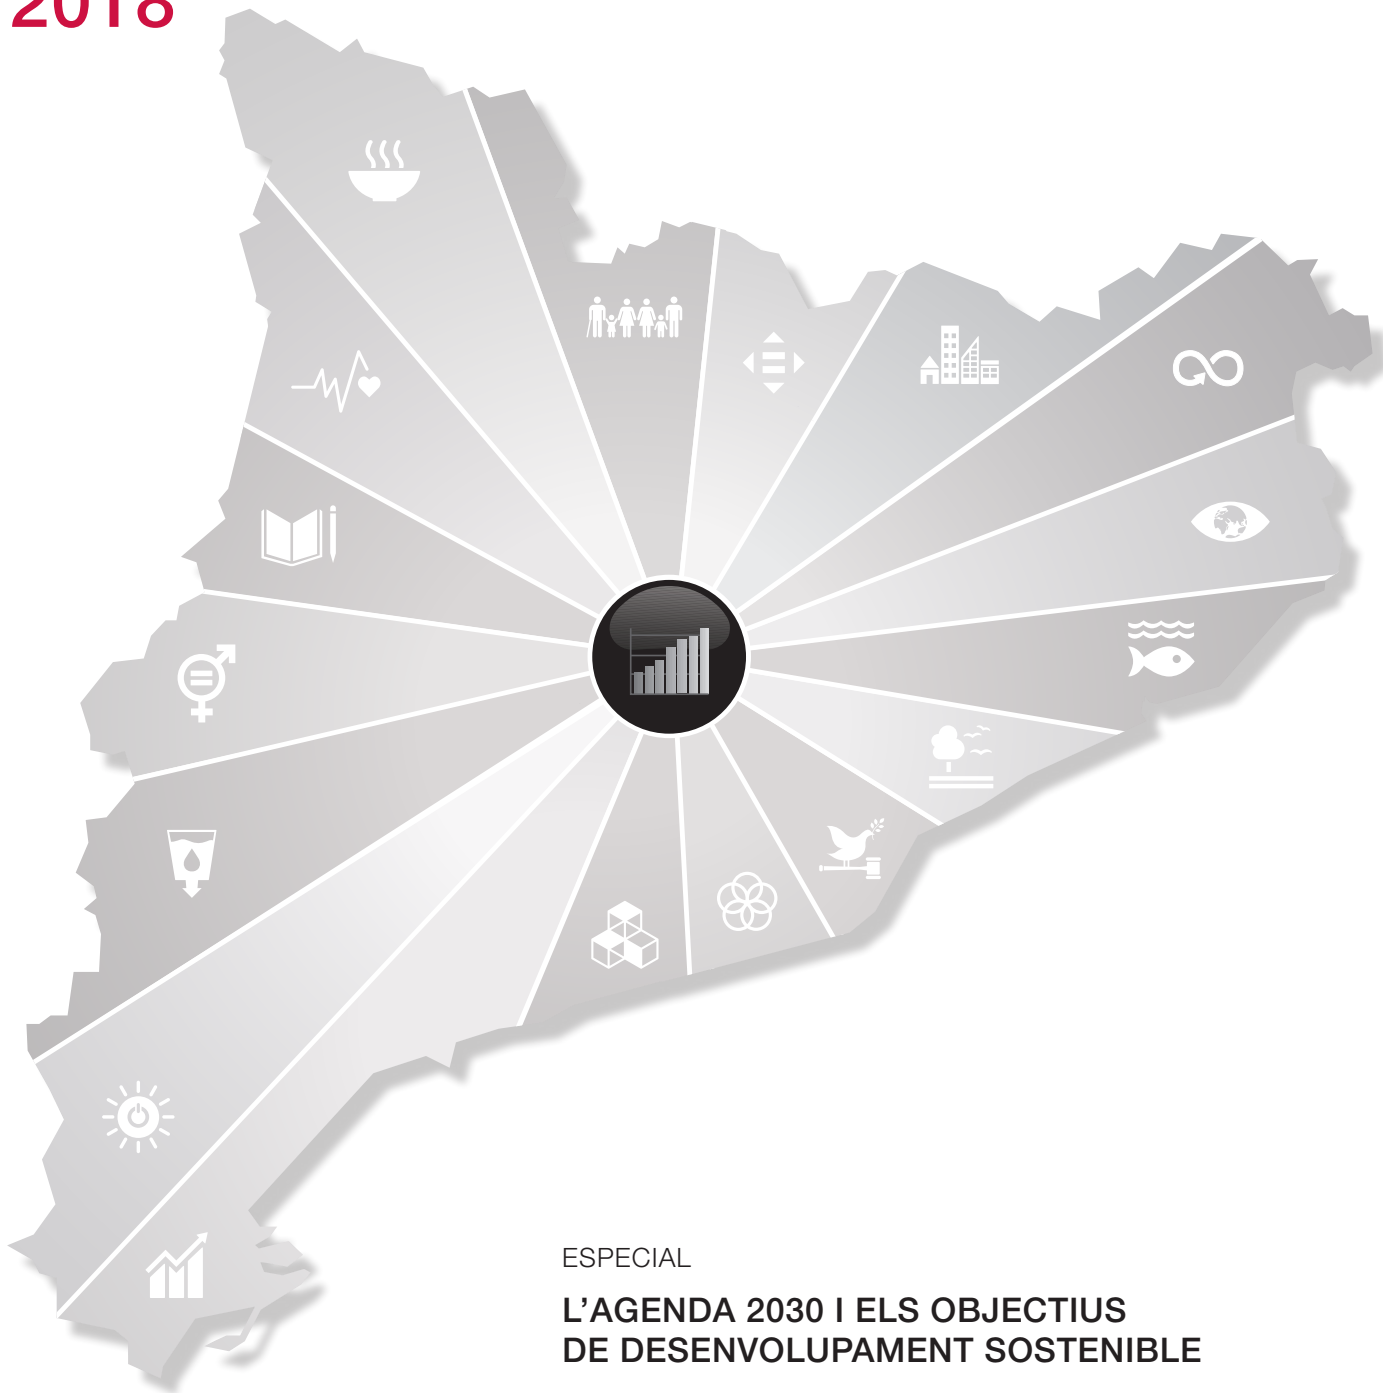 2018
ESPECIAL
L’AGENDA 2030 I ELS OBJECTIUS
DE DESENVOLUPAMENT SOSTENIBLE